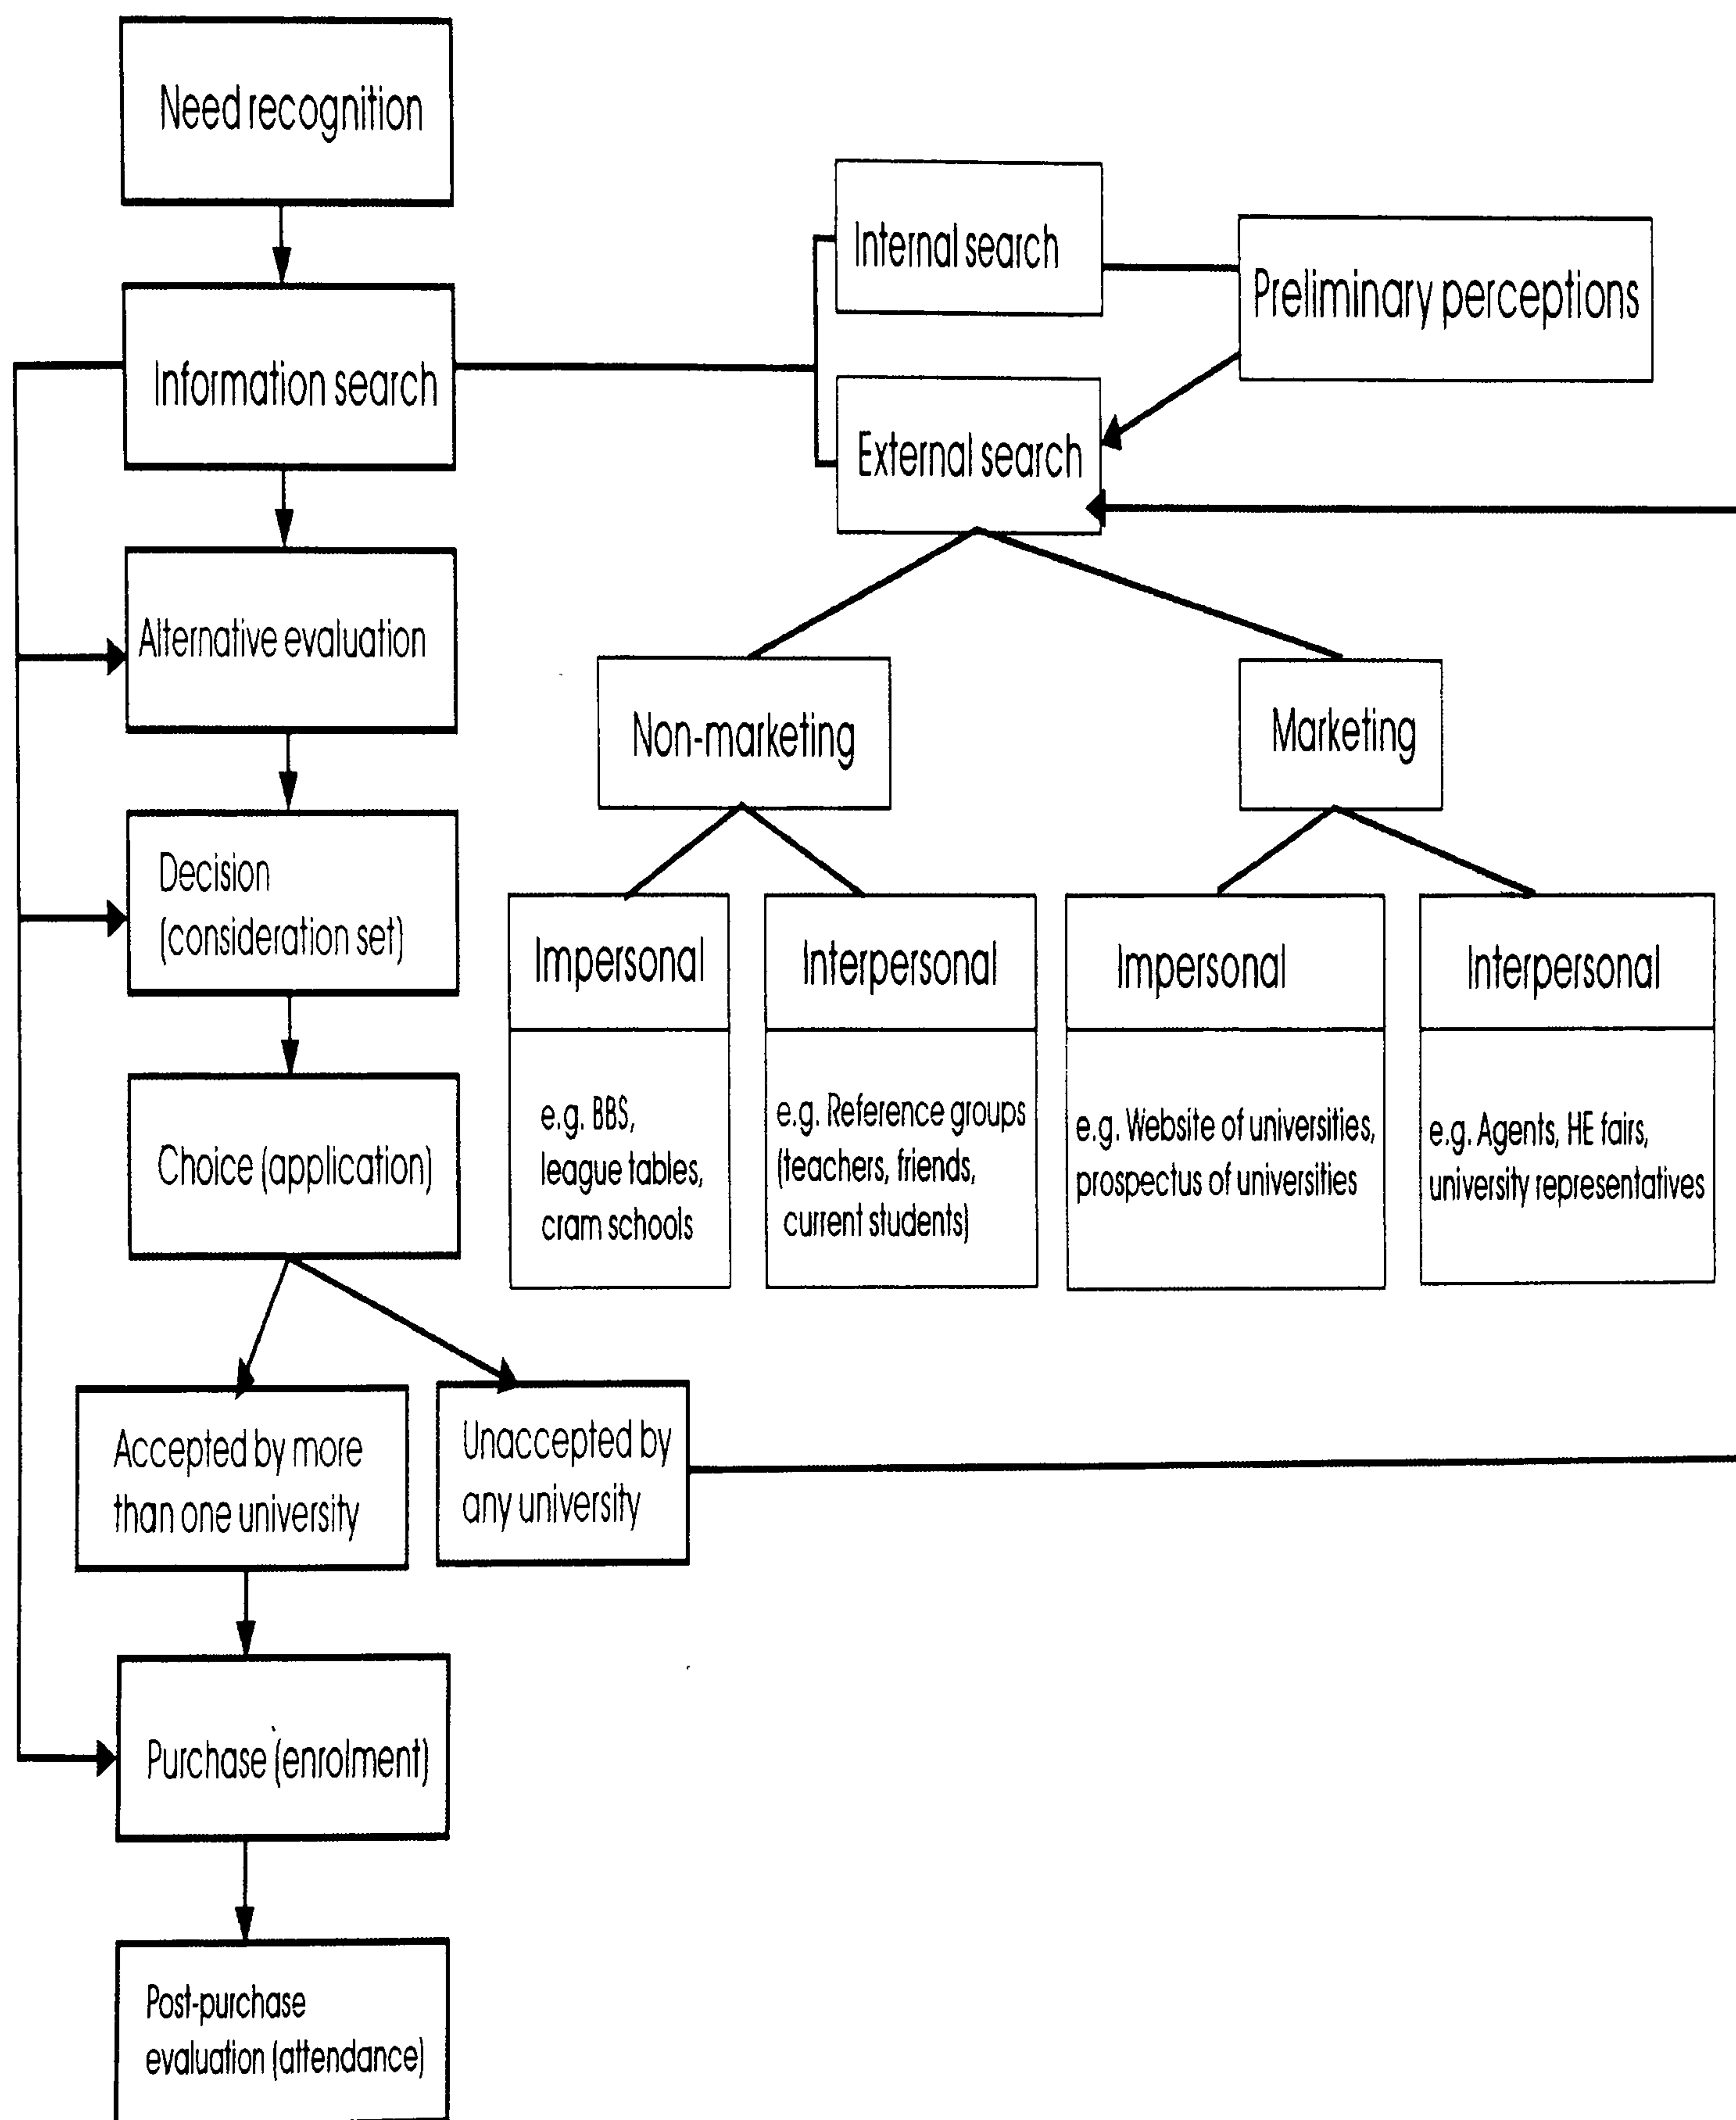 Need recognition
Internal search
Preliminary perceptions
Information search
External search
Alternative evaluation
Non-marketing
Marketing
Decision
(consideration set)
Impersonal
Interpersonal
Impersonal
Interpersonal
e.g. BBS,
league tables,
cram schools
e.g. Reference groups
(teachers, friends,
current students)
e.g. Website of universities,
prospectus of universities
e.g. Agents, HE fairs,
university representatives
Choice (application)
Accepted by more
than one university
Unaccepted by
any university
Purchase (enrolment)
Post-purchase
evaluation (attendance)